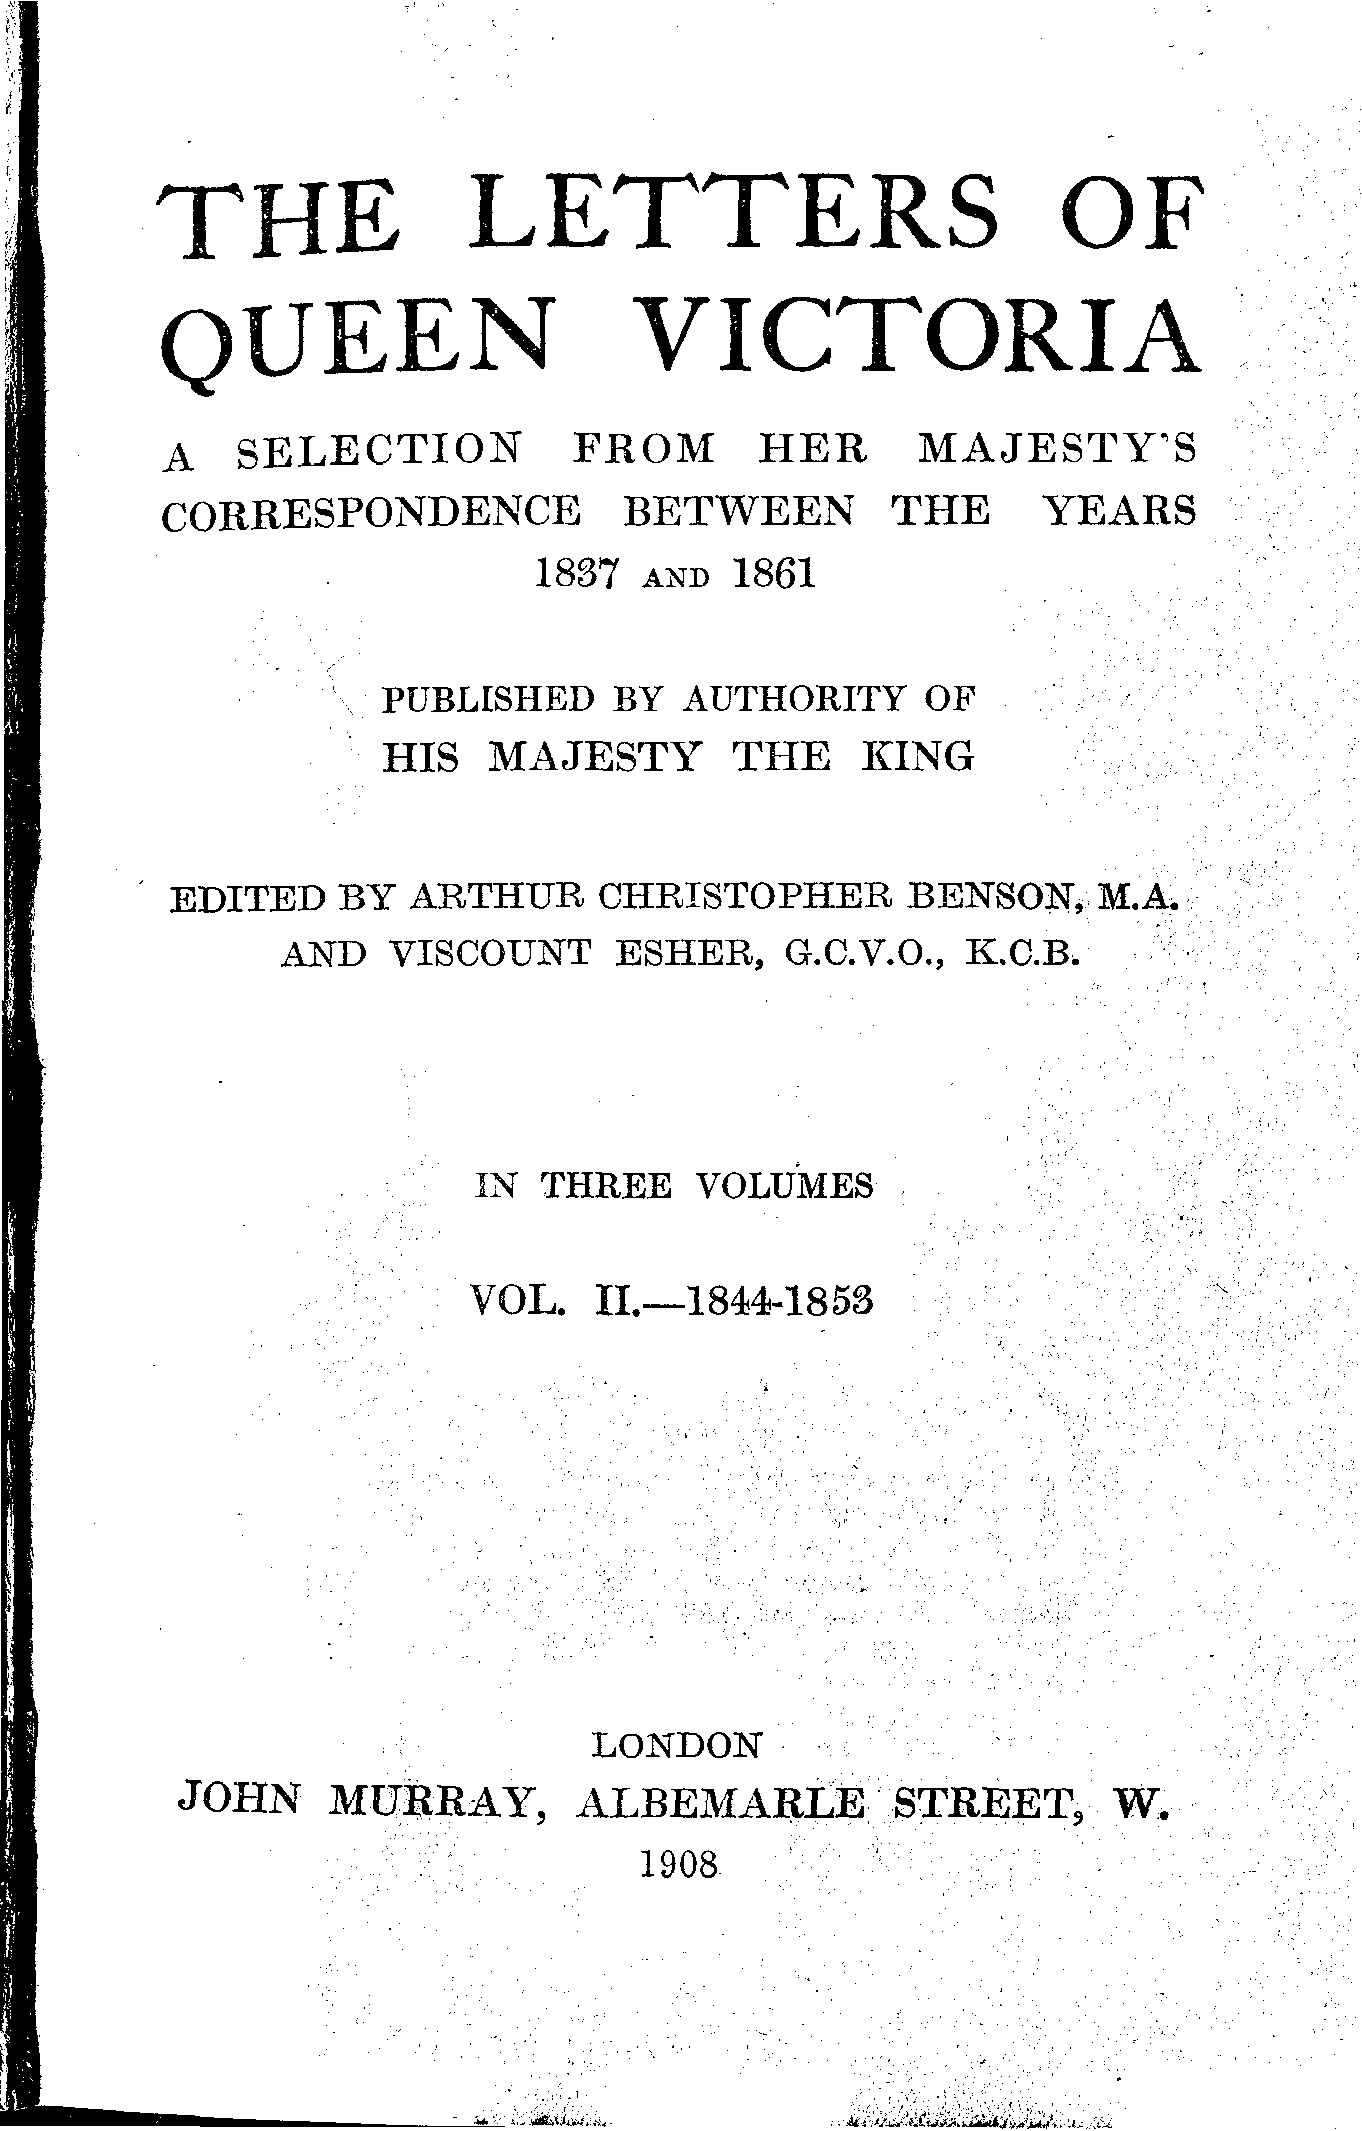 THE LETTERS OF
QUEEN VICTORIA
A SELECTION FROM HER MAJESTY'S
CORRESPONDENCE BETWEEN THE YEARS
1837 AND 1861
PUBLISHED BY AUTHORITY OF
HIS MAJESTY THE KING
EDITED BY ARTHUR CHRISTOPHER BENSON, M.A.
AND VISCOUNT ESHER, G.C.V.O., K.C.B.
IN THREE VOLUMES
VOL. II.—1844-1853
LONDON
JOHN MURRAY, ALBEMARLE STREET, W.
1908